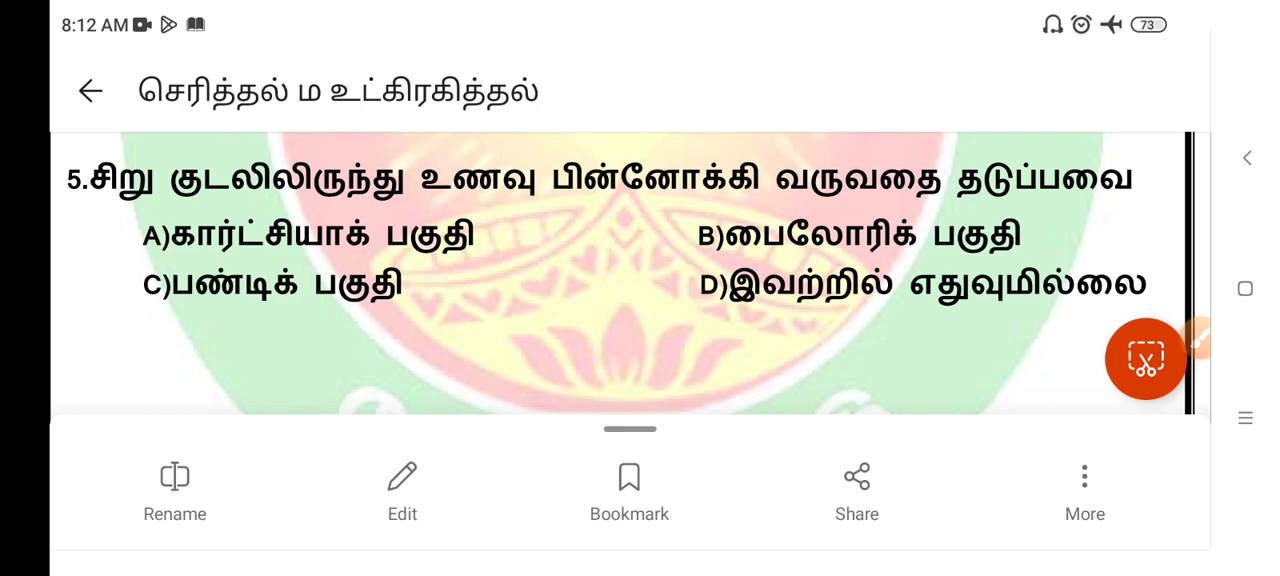 8:12 AM
73
செரித்தல் ம உட்கிரகித்தல்
5.சிறு குடலிலிருந்து உணவு பின்னோக்கி வருவதை தடுப்பவை
A)கார்ட்சியாக் பகுதி B)பைலோரிக் பகுதி
C)பண்டிக் பகுதி D)இவற்றில் எதுவுமில்லை
Rename Edit Bookmark Share More